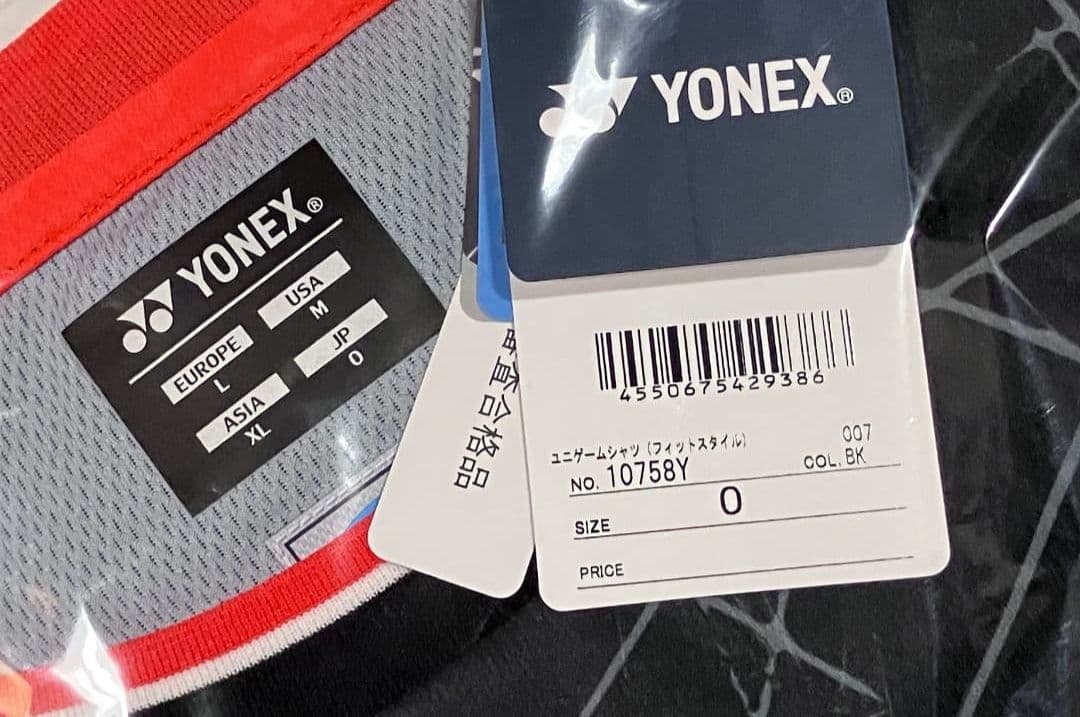 YONEX®
EUROPE
L
USA
M
ASIA
XL
JP
O
審査合格品
YONEX®
4550675429386
ユニゲームシャツ(フィットスタイル)
007
NO. 10758Y
COL. BK
SIZE
O
PRICE